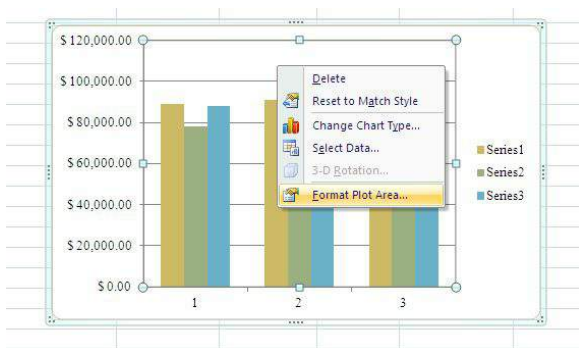 $ 120,000.00
$ 100,000.00
$ 80,000.00
$ 60,000.00
$ 40,000.00
$ 20,000.00
$ 0.00
1 2 3
Delete
Reset to Match Style
Change Chart Type...
Select Data...
3-D Rotation...
Format Plot Area...
Series1
Series2
Series3